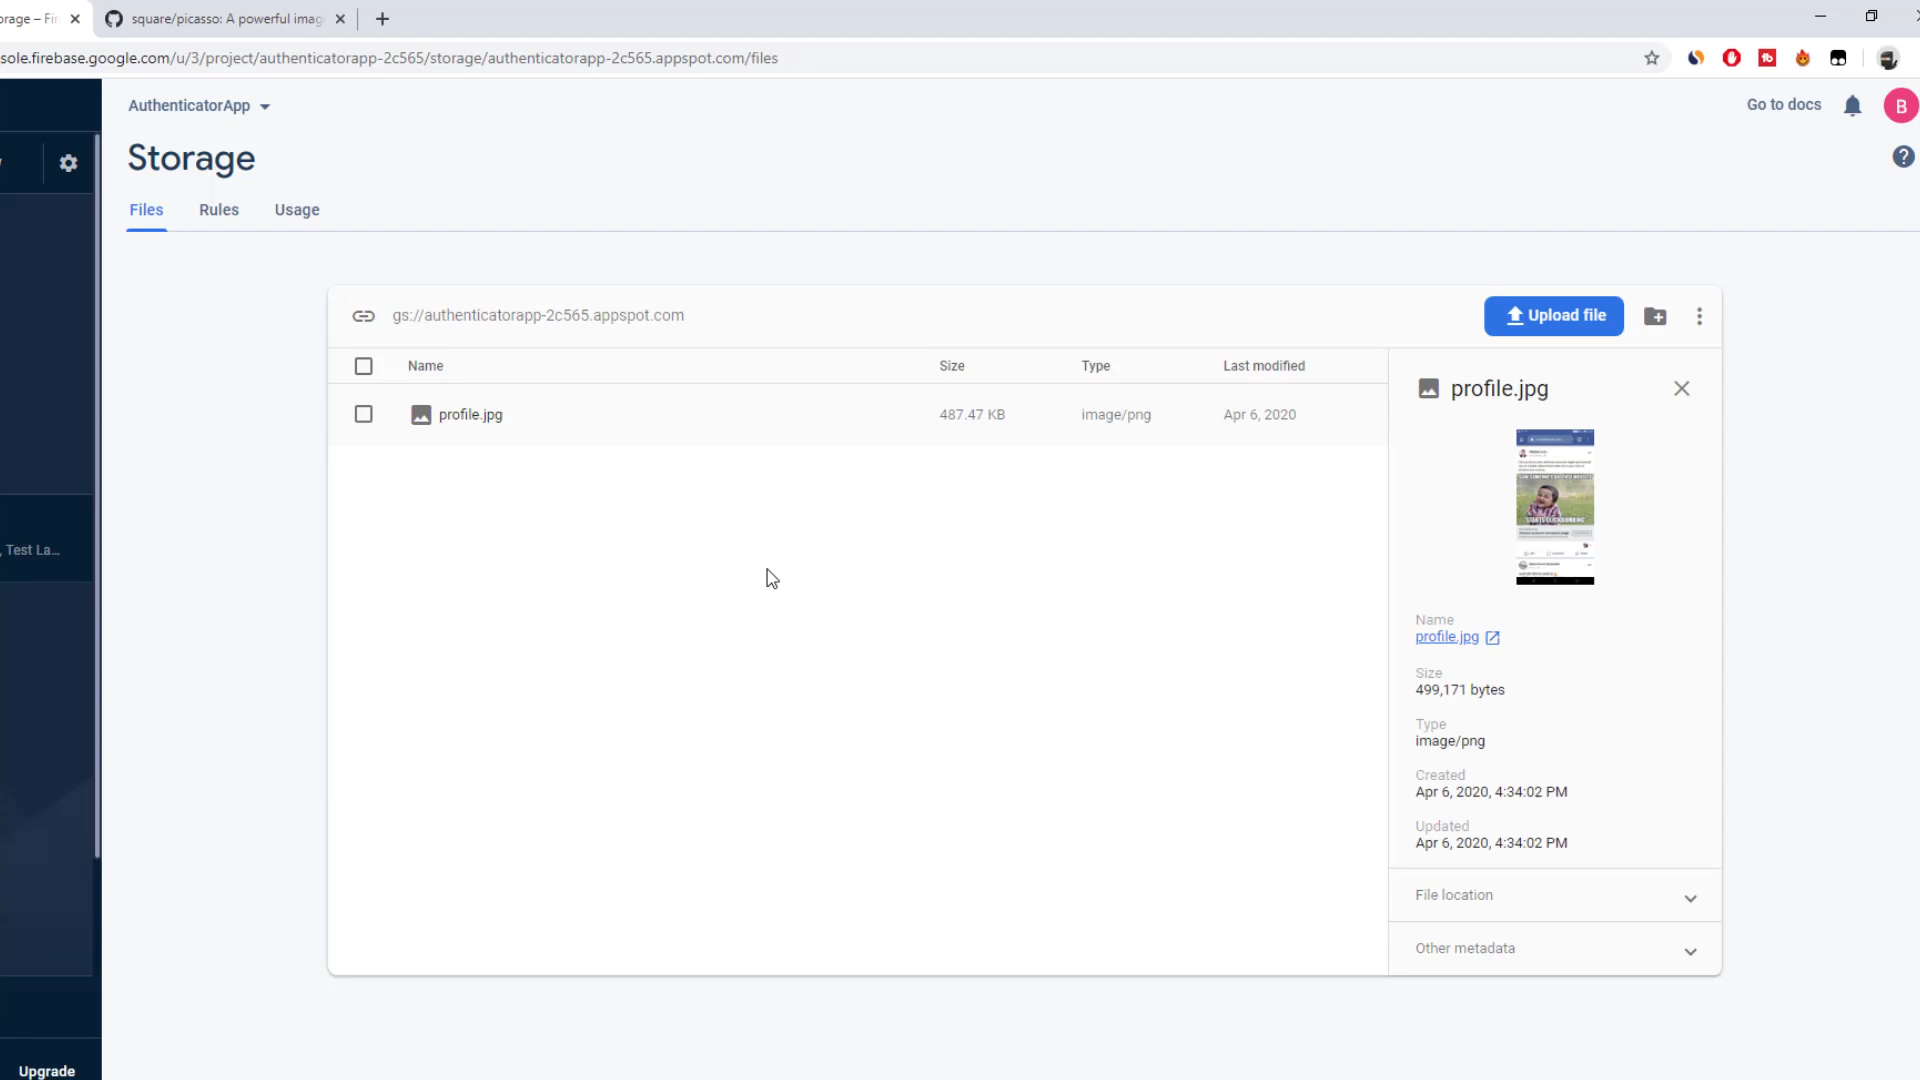 orage – Fi
square/picasso: A powerful imag
sole.firebase.google.com/u/3/project/authenticatorapp-2c565/storage/authenticatorapp-2c565.appspot.com/files
AuthenticatorApp
Go to docs
B
Storage
?
Files Rules Usage
gs://authenticatorapp-2c565.appspot.com
Upload file
Name Size Type Last modified
profile.jpg 487.47 KB image/png Apr 6, 2020
profile.jpg
Name
profile.jpg
Size
499,171 bytes
Type
image/png
Created
Apr 6, 2020, 4:34:02 PM
Updated
Apr 6, 2020, 4:34:02 PM
File location
Other metadata
, Test La...
Upgrade